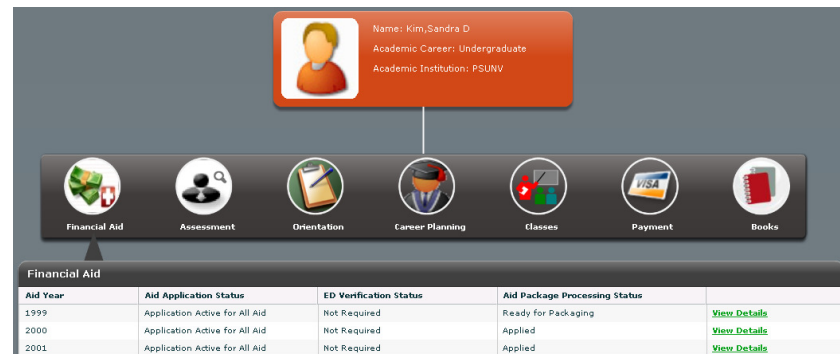 Name: Kim,Sandra D
Academic Career: Undergraduate
Academic Institution: PSUNV
VISA
Financial Aid Assessment Orientation Career Planning Classes Payment Books
Financial Aid
Aid Year Aid Application Status ED Verification Status Aid Package Processing Status
1999 Application Active for All Aid Not Required Ready for Packaging View Details
2000 Application Active for All Aid Not Required Applied View Details
2001 Application Active for All Aid Not Required Applied View Details